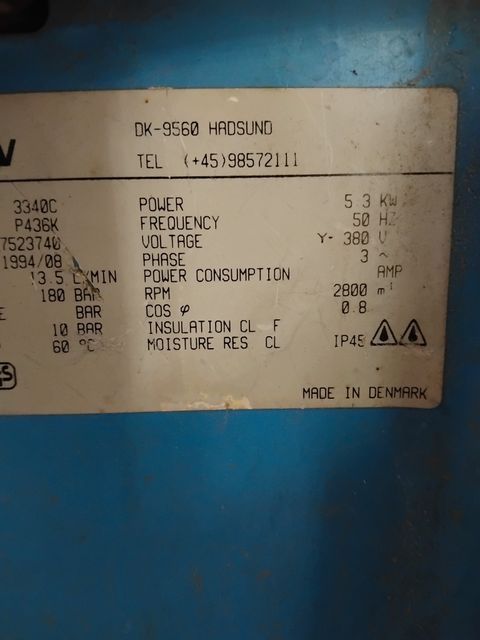 DK-9560 HADSUND
TEL (+45)98572111
3340C POWER 5.3 KW
P436K FREQUENCY 50 HZ
7523740 VOLTAGE Y- 380 V
1994/08 PHASE 3 ~
13.5 L/MIN POWER CONSUMPTION AMP
180 BAR RPM 2800 m
BAR COS φ 0.8
10 BAR INSULATION CL F
60 °C MOISTURE RES CL IP45
GS
MADE IN DENMARK